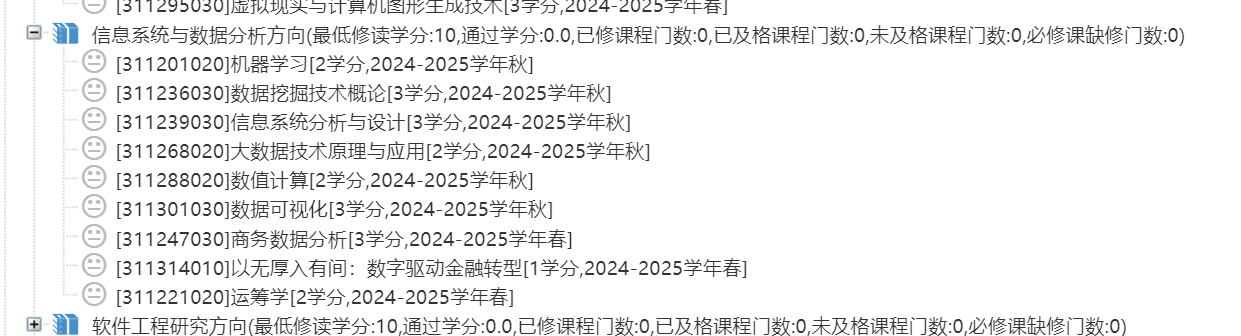 [311295030]虚拟现实与计算机图形生成技术[3学分,2024-2025学年春]
信息系统与数据分析方向(最低修读学分:10,通过学分:0.0,已修课程门数:0,已及格课程门数:0,未及格课程门数:0,必修课缺修门数:0)
[311201020]机器学习[2学分,2024-2025学年秋]
[311236030]数据挖掘技术概论[3学分,2024-2025学年秋]
[311239030]信息系统分析与设计[3学分,2024-2025学年秋]
[311268020]大数据技术原理与应用[2学分,2024-2025学年秋]
[311288020]数值计算[2学分,2024-2025学年秋]
[311301030]数据可视化[3学分,2024-2025学年秋]
[311247030]商务数据分析[3学分,2024-2025学年春]
[311314010]以无厚入有间：数字驱动金融转型[1学分,2024-2025学年春]
[311221020]运筹学[2学分,2024-2025学年春]
软件工程研究方向(最低修读学分:10,通过学分:0.0,已修课程门数:0,已及格课程门数:0,未及格课程门数:0,必修课缺修门数:0)